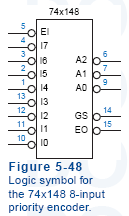 74x148
5 EI
4 I7
3 I6 A2 6
2 I5 A1 7
1 I4 A0 9
13 I3
12 I2 GS 14
11 I1 EO 15
10 I0
Figure 5-48
Logic symbol for
the 74x148 8-input
priority encoder.